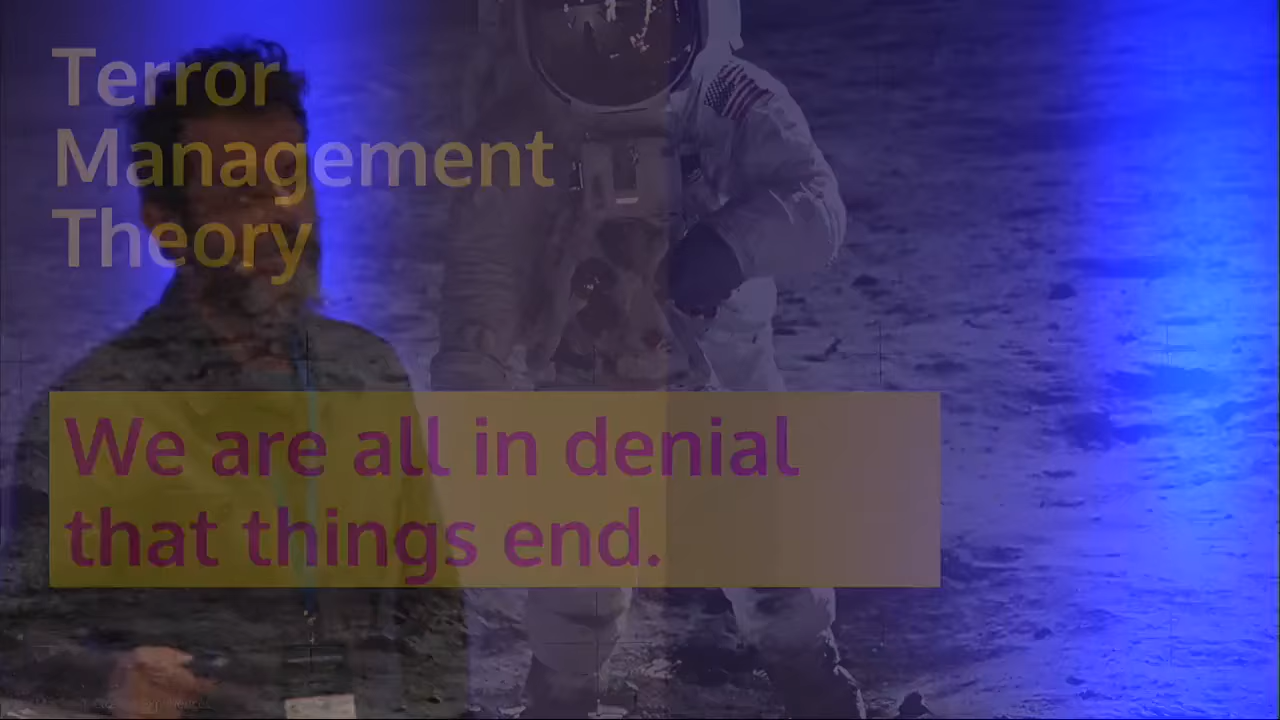 Terror
Management
Theory
We are all in denial
that things end.